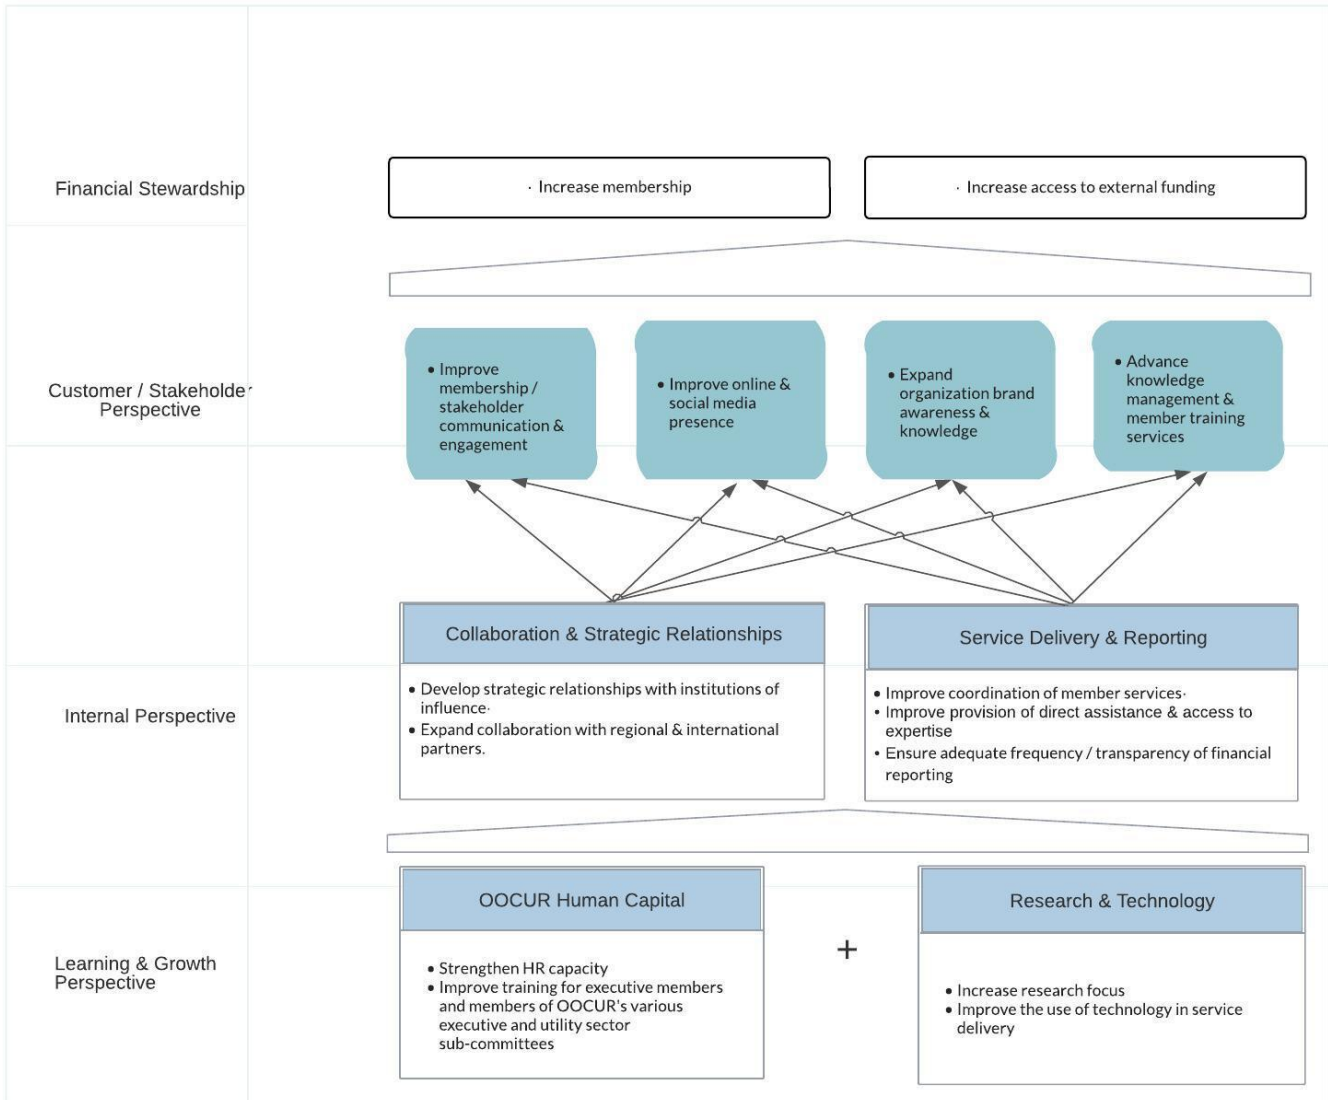 Financial Stewardship
· Increase membership
· Increase access to external funding
Customer / Stakeholder
Perspective
• Improve
membership /
stakeholder
communication &
engagement
• Improve online &
social media
presence
• Expand
organization brand
awareness &
knowledge
• Advance
knowledge
management &
member training
services
Internal Perspective
Collaboration & Strategic Relationships
• Develop strategic relationships with institutions of
influence·
• Expand collaboration with regional & international
partners.
Service Delivery & Reporting
• Improve coordination of member services·
• Improve provision of direct assistance & access to
expertise
• Ensure adequate frequency / transparency of financial
reporting
Learning & Growth
Perspective
OOCUR Human Capital
• Strengthen HR capacity
• Improve training for executive members
and members of OOCUR's various
executive and utility sector
sub-committees
+
Research & Technology
• Increase research focus
• Improve the use of technology in service
delivery